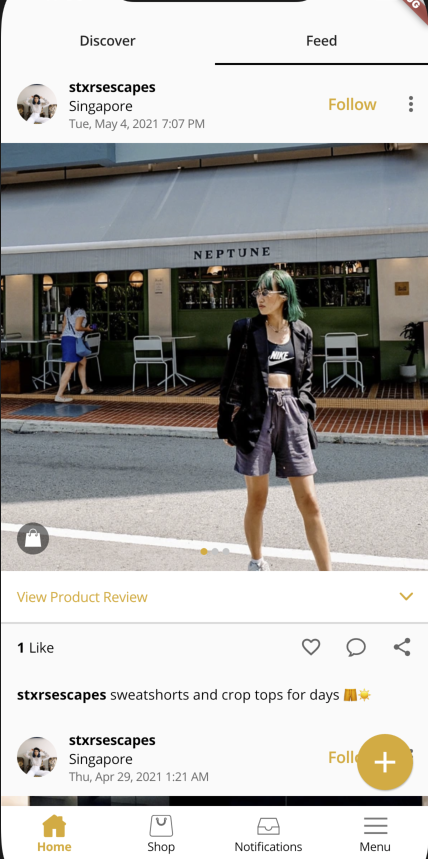 Discover Feed
stxrsescapes
Singapore
Follow
Tue, May 4, 2021 7:07 PM
NEPTUNE
NIKE
View Product Review
1 Like
stxrsescapes sweatshorts and crop tops for days 🩳☀️
stxrsescapes
Singapore
Thu, Apr 29, 2021 1:21 AM
Home Shop Notifications Menu